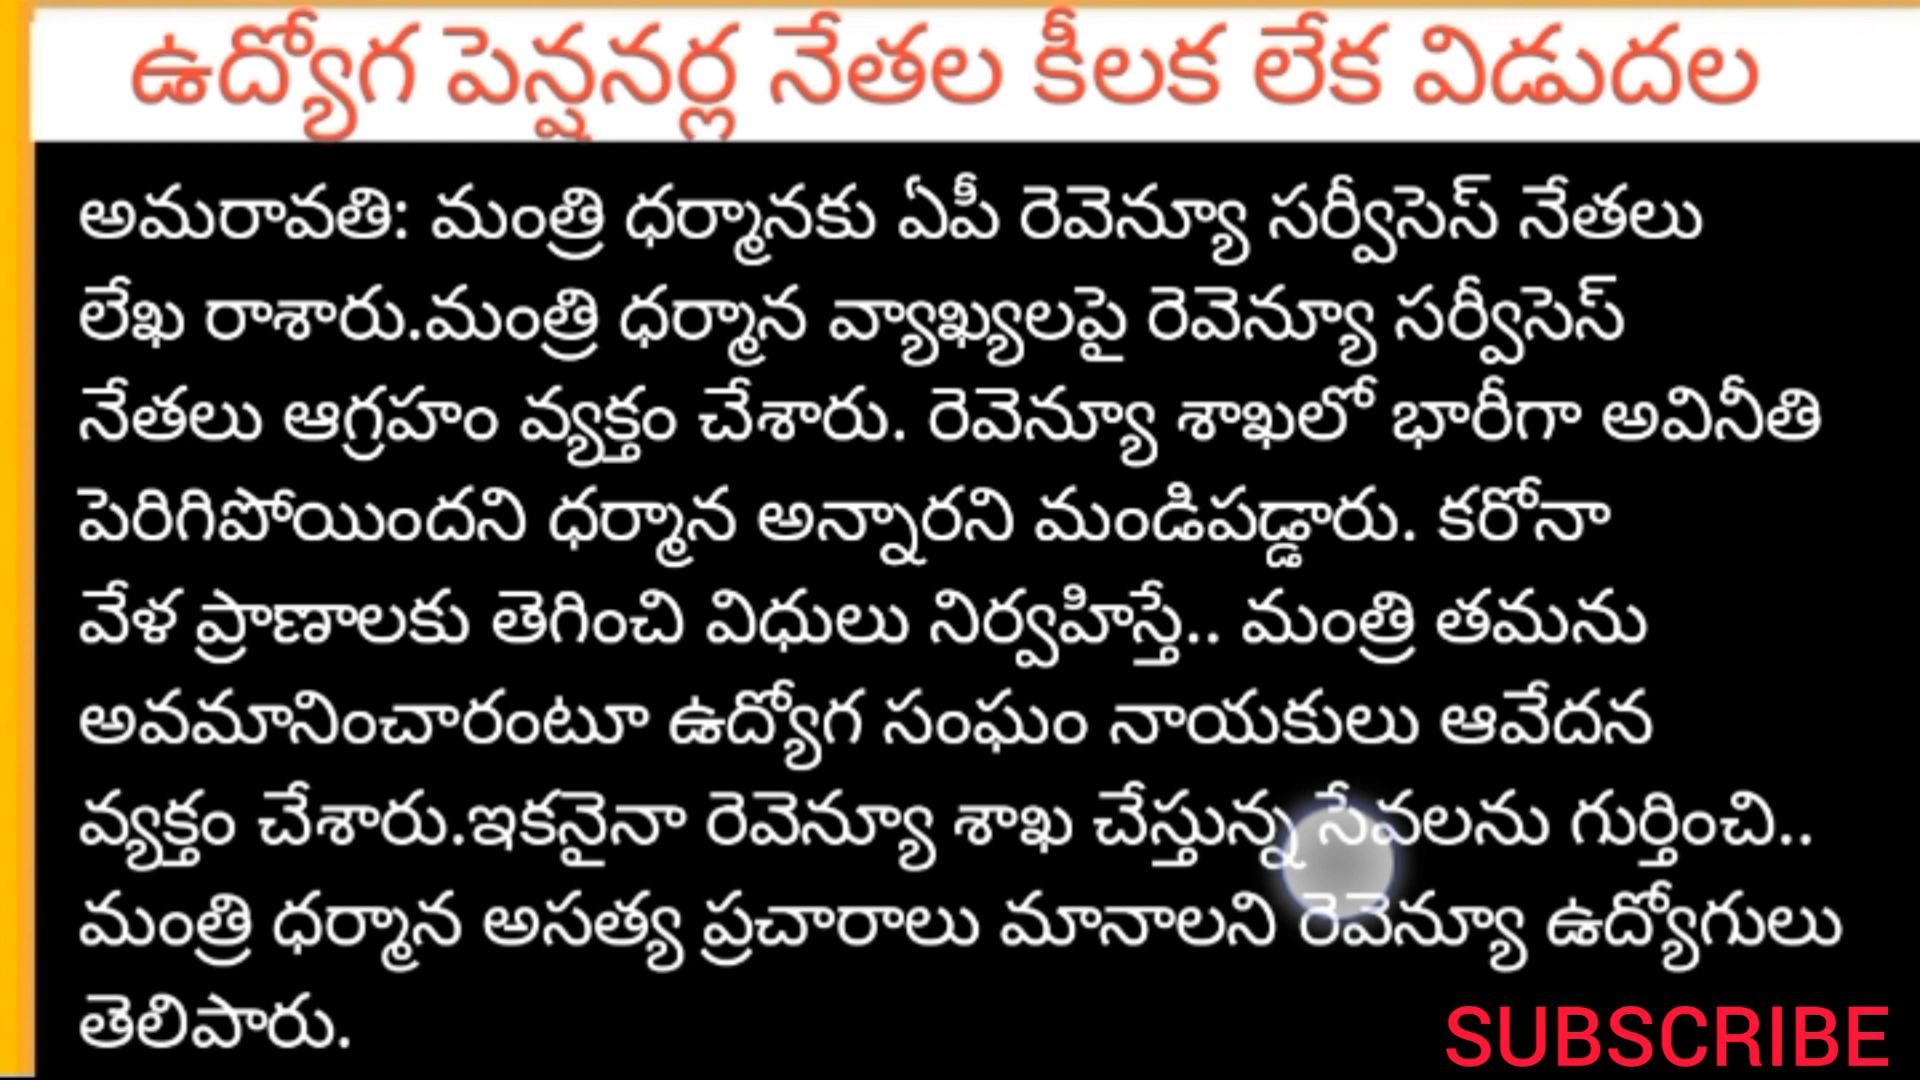 ఉద్యోగ పెన్షనర్ల నేతల కీలక లేక విడుదల
అమరావతి: మంత్రి ధర్మానకు ఏపీ రెవెన్యూ సర్వీసెస్ నేతలు
లేఖ రాశారు.మంత్రి ధర్మాన వ్యాఖ్యలపై రెవెన్యూ సర్వీసెస్
నేతలు ఆగ్రహం వ్యక్తం చేశారు. రెవెన్యూ శాఖలో భారీగా అవినీతి
పెరిగిపోయిందని ధర్మాన అన్నారని మండిపడ్డారు. కరోనా
వేళ ప్రాణాలకు తెగించి విధులు నిర్వహిస్తే.. మంత్రి తమను
అవమానించారంటూ ఉద్యోగ సంఘం నాయకులు ఆవేదన
వ్యక్తం చేశారు.ఇకనైనా రెవెన్యూ శాఖ చేస్తున్న సేవలను గుర్తించి..
మంత్రి ధర్మాన అసత్య ప్రచారాలు మానాలని రెవెన్యూ ఉద్యోగులు
తెలిపారు.
SUBSCRIBE